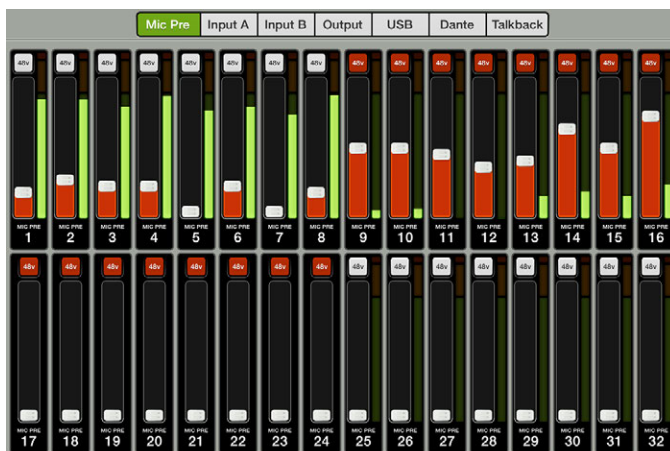 Mic Pre Input A Input B Output USB Dante Talkback
48v 48v 48v 48v 48v 48v 48v 48v 48v 48v 48v 48v 48v 48v 48v 48v
MIC PRE MIC PRE MIC PRE MIC PRE MIC PRE MIC PRE MIC PRE MIC PRE MIC PRE MIC PRE MIC PRE MIC PRE MIC PRE MIC PRE MIC PRE MIC PRE
1 2 3 4 5 6 7 8 9 10 11 12 13 14 15 16
48v 48v 48v 48v 48v 48v 48v 48v 48v 48v 48v 48v 48v 48v 48v 48v
MIC PRE MIC PRE MIC PRE MIC PRE MIC PRE MIC PRE MIC PRE MIC PRE MIC PRE MIC PRE MIC PRE MIC PRE MIC PRE MIC PRE MIC PRE MIC PRE
17 18 19 20 21 22 23 24 25 26 27 28 29 30 31 32